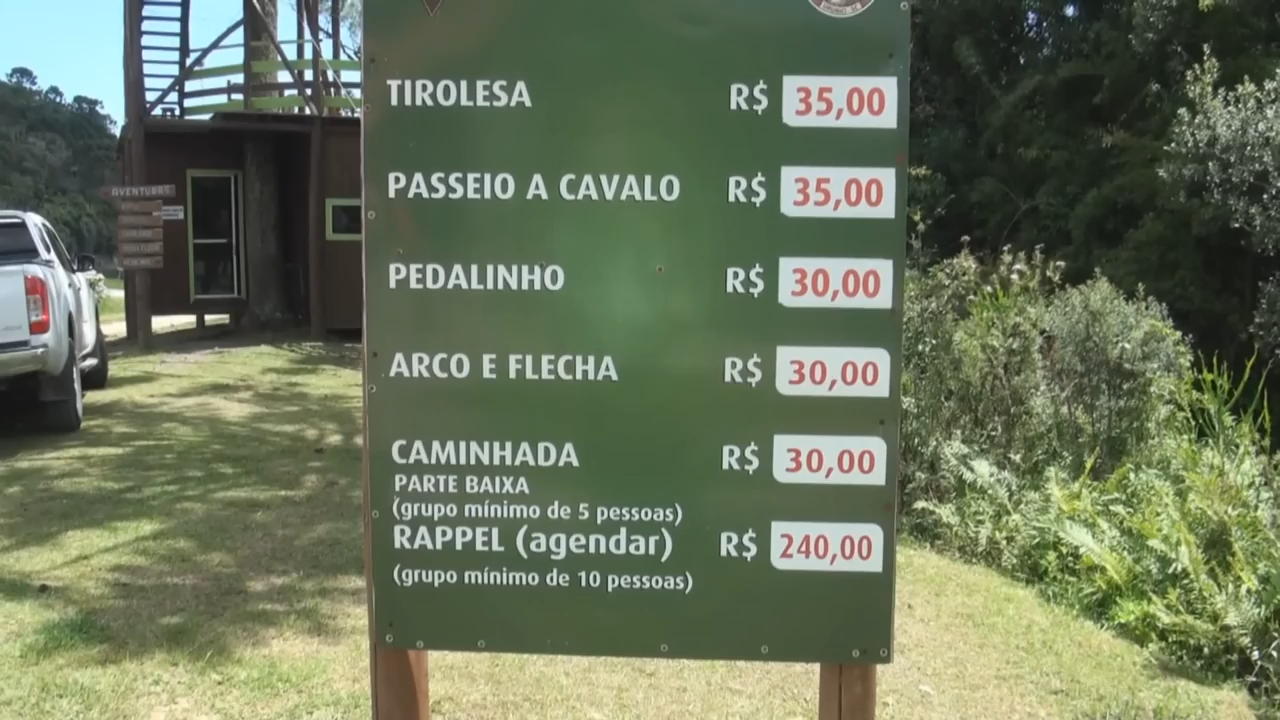 TIROLESA R$ 35,00
PASSEIO A CAVALO R$ 35,00
PEDALINHO R$ 30,00
ARCO E FLECHA R$ 30,00
CAMINHADA R$ 30,00
PARTE BAIXA
(grupo mínimo de 5 pessoas)
RAPPEL (agendar) R$ 240,00
(grupo mínimo de 10 pessoas)
AVENTURAS